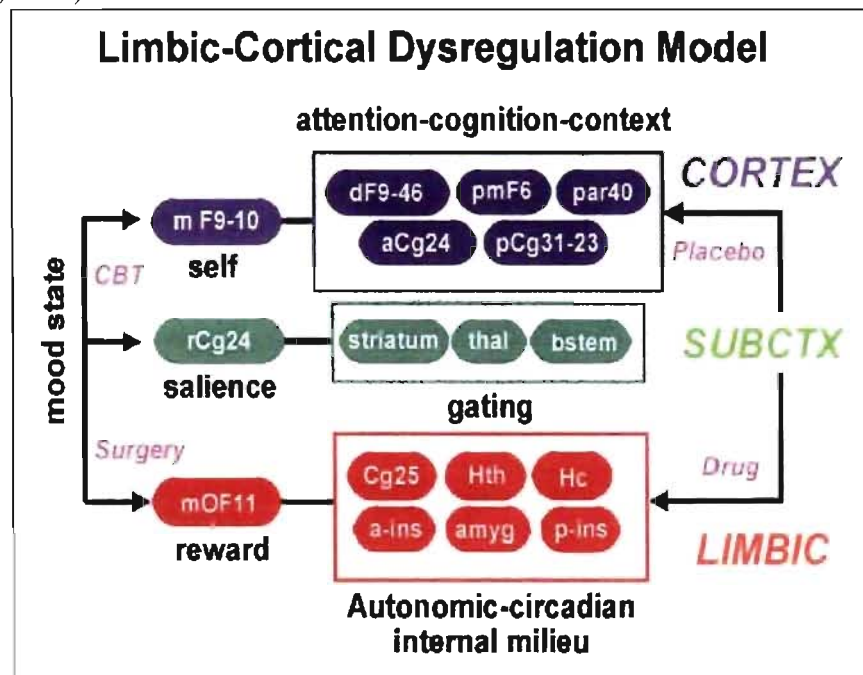 Limbic-Cortical Dysregulation Model
attention-cognition-context
CORTEX
dF9-46 pmF6 par40
m F9-10
aCg24 pCg31-23
self
Placebo
CBT
mood state
rCg24
striatum thal bstem
SUBCTX
salience
gating
Surgery
Drug
Cg25 Hth Hc
mOF11
a-ins amyg p-ins
reward
LIMBIC
Autonomic-circadian
internal milieu